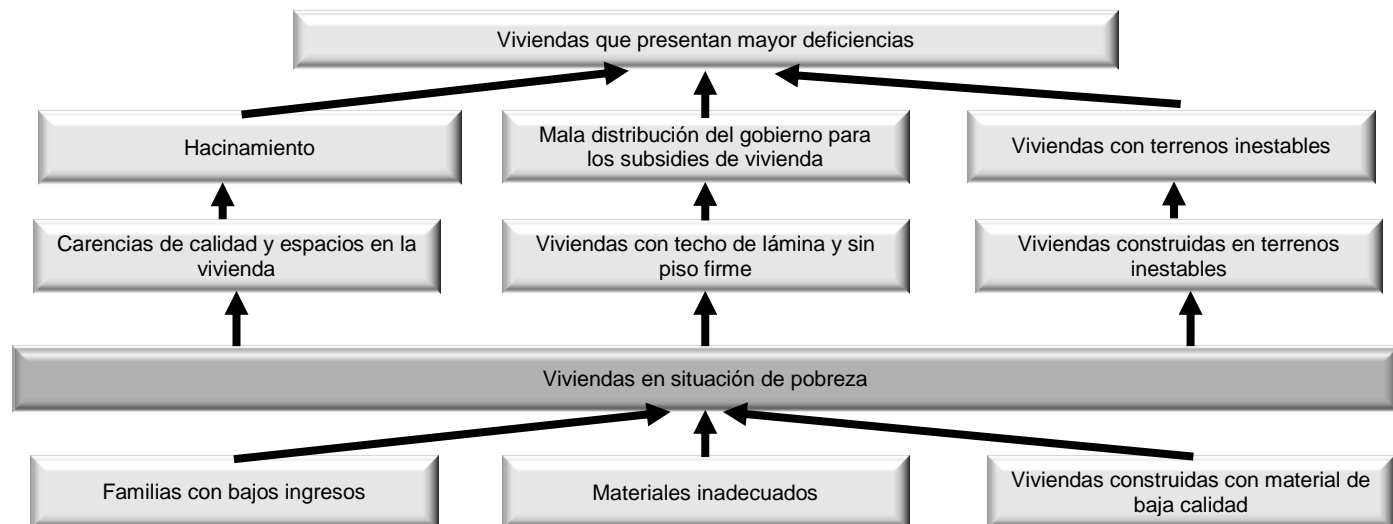 Viviendas que presentan mayor deficiencias
Hacinamiento
Mala distribución del gobierno para
los subsidies de vivienda
Viviendas con terrenos inestables
Carencias de calidad y espacios en la
vivienda
Viviendas con techo de lámina y sin
piso firme
Viviendas construidas en terrenos
inestables
Viviendas en situación de pobreza
Familias con bajos ingresos
Materiales inadecuados
Viviendas construidas con material de
baja calidad